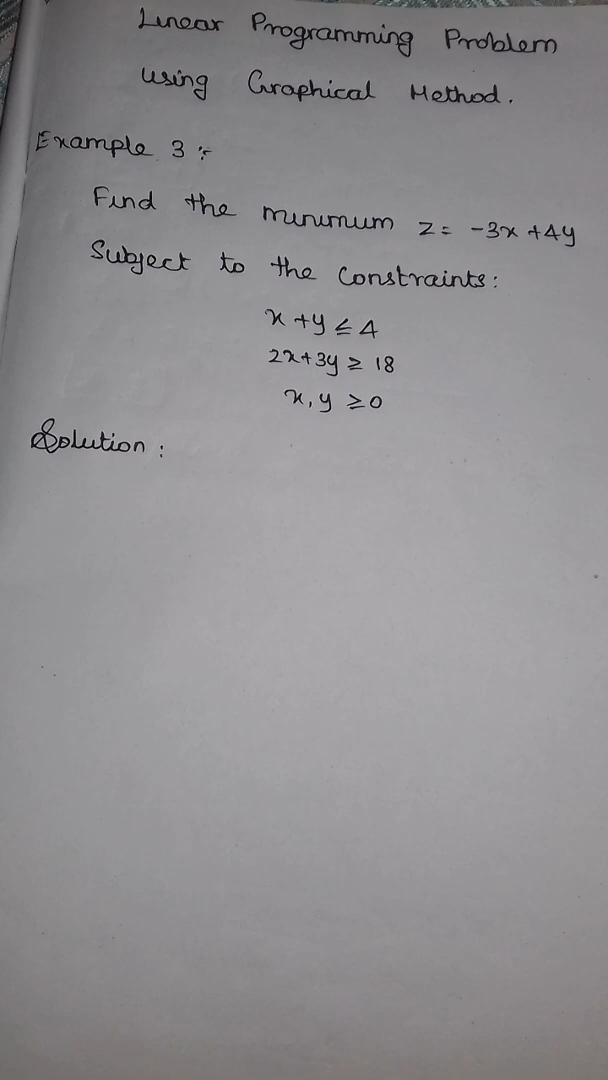 Linear Programming Problem
using Graphical Method.
Example 3 :-
Find the minimum z = -3x +4y
Subject to the constraints:
x +y ≤ 4
2x+3y ≥ 18
x, y ≥0
Solution :